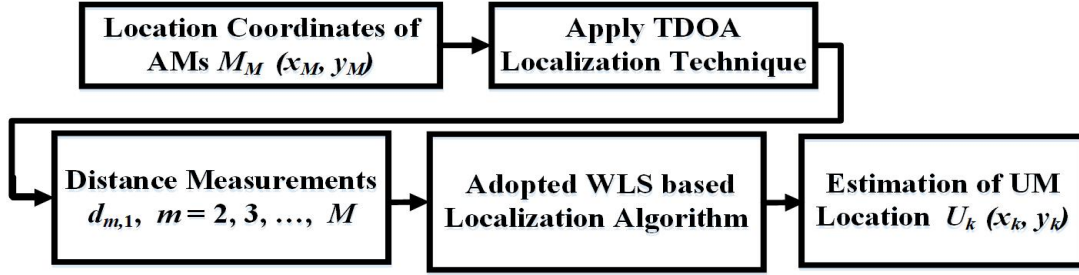 Location Coordinates of
AMs M_M (x_M, y_M)
Apply TDOA
Localization Technique
Distance Measurements
d_{m,1}, m = 2, 3, …, M
Adopted WLS based
Localization Algorithm
Estimation of UM
Location U_k (x_k, y_k)